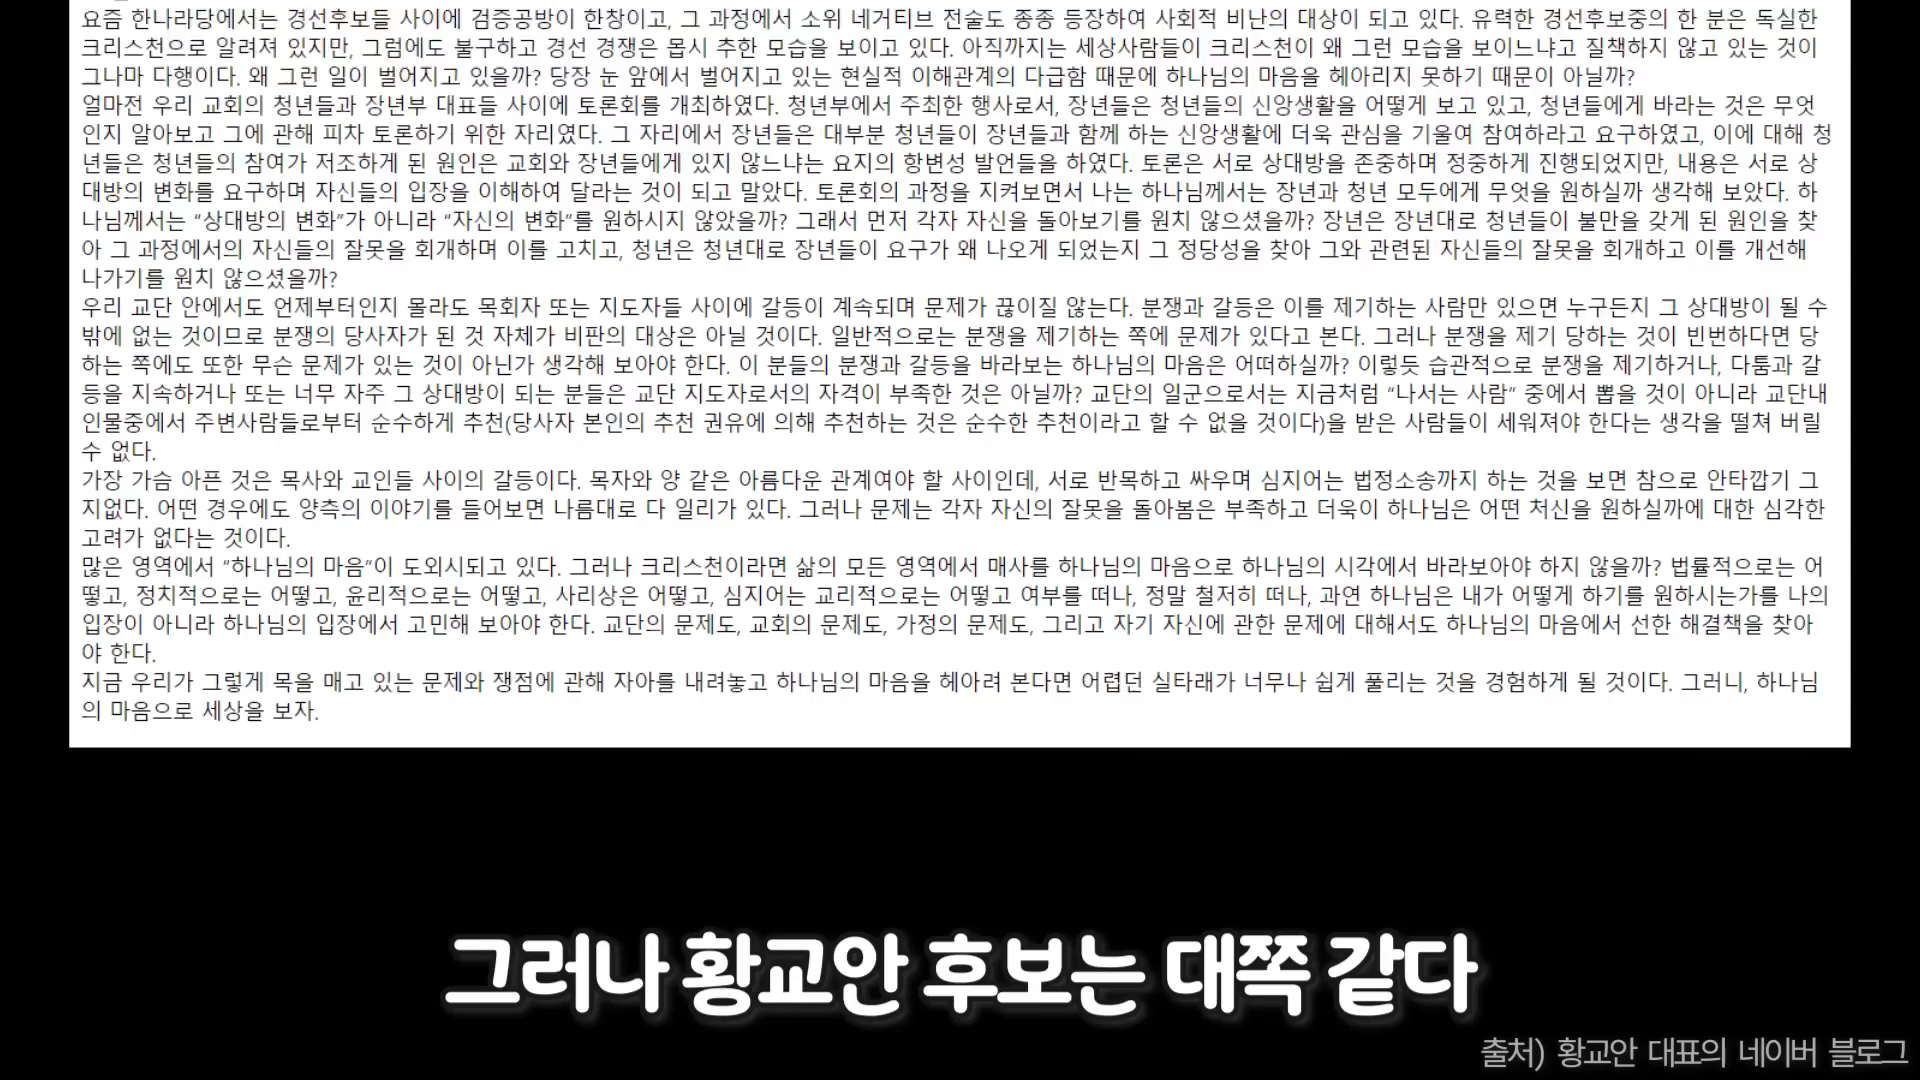 요즘 한나라당에서는 경선후보들 사이에 검증공방이 한창이고, 그 과정에서 소위 네거티브 전술도 종종 등장하여 사회적 비난의 대상이 되고 있다. 유력한 경선후보중의 한 분은 독실한
크리스천으로 알려져 있지만, 그럼에도 불구하고 경선 경쟁은 몹시 추한 모습을 보이고 있다. 아직까지는 세상사람들이 크리스천이 왜 그런 모습을 보이느냐고 질책하지 않고 있는 것이
그나마 다행이다. 왜 그런 일이 벌어지고 있을까? 당장 눈 앞에서 벌어지고 있는 현실적 이해관계의 다급함 때문에 하나님의 마음을 헤아리지 못하기 때문이 아닐까?
얼마전 우리 교회의 청년들과 장년부 대표들 사이에 토론회를 개최하였다. 청년부에서 주최한 행사로서, 장년들은 청년들의 신앙생활을 어떻게 보고 있고, 청년들에게 바라는 것은 무엇
인지 알아보고 그에 관해 피차 토론하기 위한 자리였다. 그 자리에서 장년들은 대부분 청년들이 장년들과 함께 하는 신앙생활에 더욱 관심을 기울여 참여하라고 요구하였고, 이에 대해 청
년들은 청년들의 참여가 저조하게 된 원인은 교회와 장년들에게 있지 않느냐는 요지의 항변성 발언들을 하였다. 토론은 서로 상대방을 존중하며 정중하게 진행되었지만, 내용은 서로 상
대방의 변화를 요구하며 자신들의 입장을 이해하여 달라는 것이 되고 말았다. 토론회의 과정을 지켜보면서 나는 하나님께서는 장년과 청년 모두에게 무엇을 원하실까 생각해 보았다. 하
나님께서는 “상대방의 변화”가 아니라 “자신의 변화”를 원하시지 않았을까? 그래서 먼저 각자 자신을 돌아보기를 원치 않으셨을까? 장년은 장년대로 청년들이 불만을 갖게 된 원인을 찾
아 그 과정에서의 자신들의 잘못을 회개하며 이를 고치고, 청년은 청년대로 장년들이 요구가 왜 나오게 되었는지 그 정당성을 찾아 그와 관련된 자신들의 잘못을 회개하고 이를 개선해
나가기를 원치 않으셨을까?
우리 교단 안에서도 언제부터인지 몰라도 목회자 또는 지도자들 사이에 갈등이 계속되며 문제가 끊이질 않는다. 분쟁과 갈등은 이를 제기하는 사람만 있으면 누구든지 그 상대방이 될 수
밖에 없는 것이므로 분쟁의 당사자가 된 것 자체가 비판의 대상은 아닐 것이다. 일반적으로는 분쟁을 제기하는 쪽에 문제가 있다고 본다. 그러나 분쟁을 제기 당하는 것이 빈번하다면 당
하는 쪽에도 또한 무슨 문제가 있는 것이 아닌가 생각해 보아야 한다. 이 분들의 분쟁과 갈등을 바라보는 하나님의 마음은 어떠하실까? 이렇듯 습관적으로 분쟁을 제기하거나, 다툼과 갈
등을 지속하거나 또는 너무 자주 그 상대방이 되는 분들은 교단 지도자로서의 자격이 부족한 것은 아닐까? 교단의 일군으로서는 지금처럼 “나서는 사람” 중에서 뽑을 것이 아니라 교단내
인물중에서 주변사람들로부터 순수하게 추천(당사자 본인의 추천 권유에 의해 추천하는 것은 순수한 추천이라고 할 수 없을 것이다)을 받은 사람들이 세워져야 한다는 생각을 떨쳐 버릴
수 없다.
가장 가슴 아픈 것은 목사와 교인들 사이의 갈등이다. 목자와 양 같은 아름다운 관계여야 할 사이인데, 서로 반목하고 싸우며 심지어는 법정소송까지 하는 것을 보면 참으로 안타깝기 그
지없다. 어떤 경우에도 양측의 이야기를 들어보면 나름대로 다 일리가 있다. 그러나 문제는 각자 자신의 잘못을 돌아봄은 부족하고 더욱이 하나님은 어떤 처신을 원하실까에 대한 심각한
고려가 없다는 것이다.
많은 영역에서 “하나님의 마음”이 도외시되고 있다. 그러나 크리스천이라면 삶의 모든 영역에서 매사를 하나님의 마음으로 하나님의 시각에서 바라보아야 하지 않을까? 법률적으로는 어
떻고, 정치적으로는 어떻고, 윤리적으로는 어떻고, 사리상은 어떻고, 심지어는 교리적으로는 어떻고 여부를 떠나, 정말 철저히 떠나, 과연 하나님은 내가 어떻게 하기를 원하시는가를 나의
입장이 아니라 하나님의 입장에서 고민해 보아야 한다. 교단의 문제도, 교회의 문제도, 가정의 문제도, 그리고 자기 자신에 관한 문제에 대해서도 하나님의 마음에서 선한 해결책을 찾아
야 한다.
지금 우리가 그렇게 목을 매고 있는 문제와 쟁점에 관해 자아를 내려놓고 하나님의 마음을 헤아려 본다면 어렵던 실타래가 너무나 쉽게 풀리는 것을 경험하게 될 것이다. 그러니, 하나님
의 마음으로 세상을 보자.
그러나 황교안 후보는 대쪽 같다
출처) 황교안 대표의 네이버 블로그